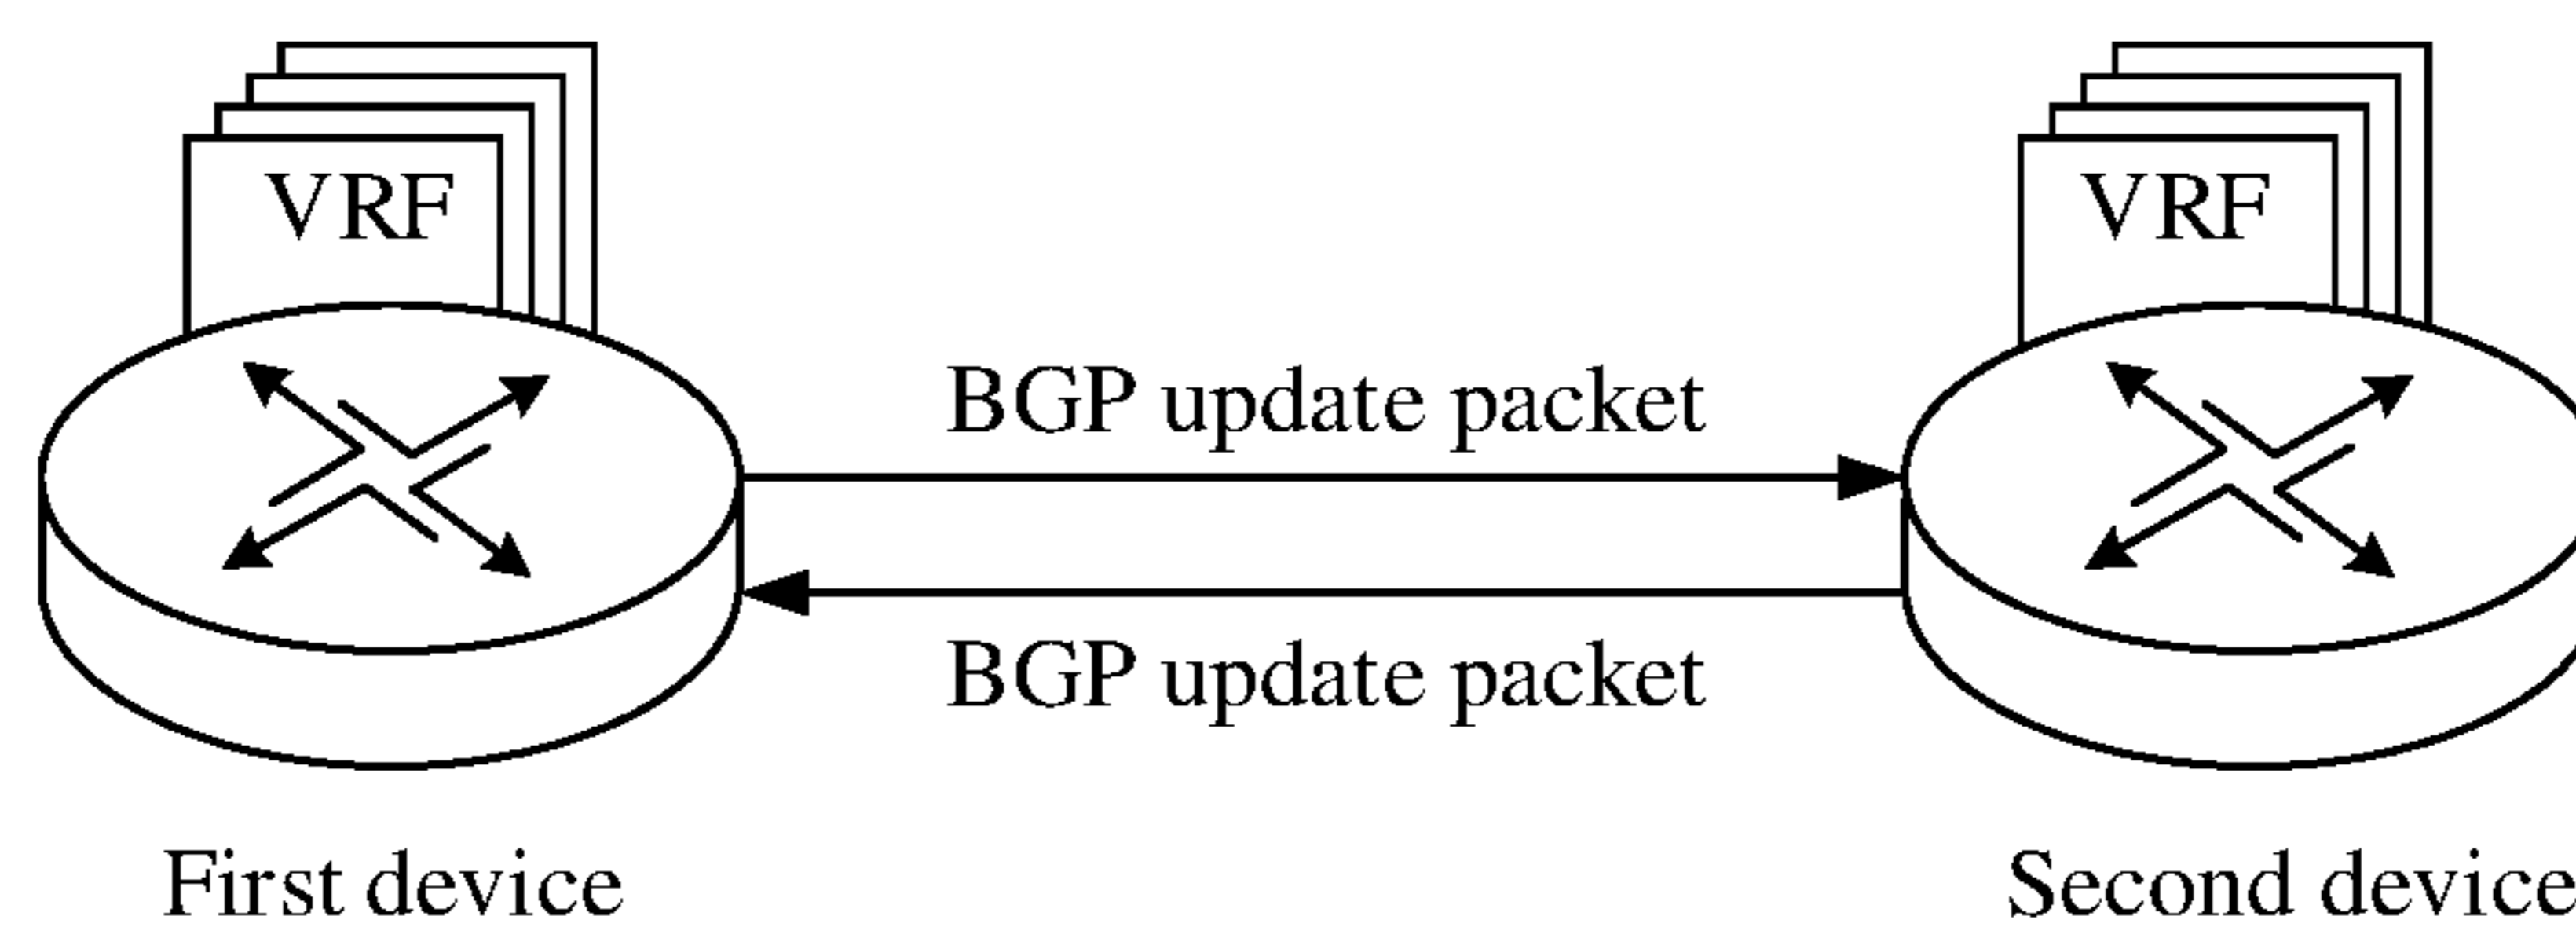 VRF
VRF
BGP update packet
BGP update packet
First device
Second device